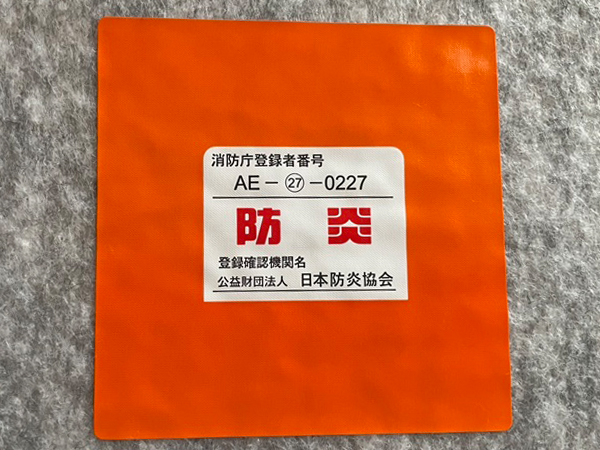 消防庁登録者番号
AE－㉗－0227
防炎
登録確認機関名
公益財団法人 日本防炎協会